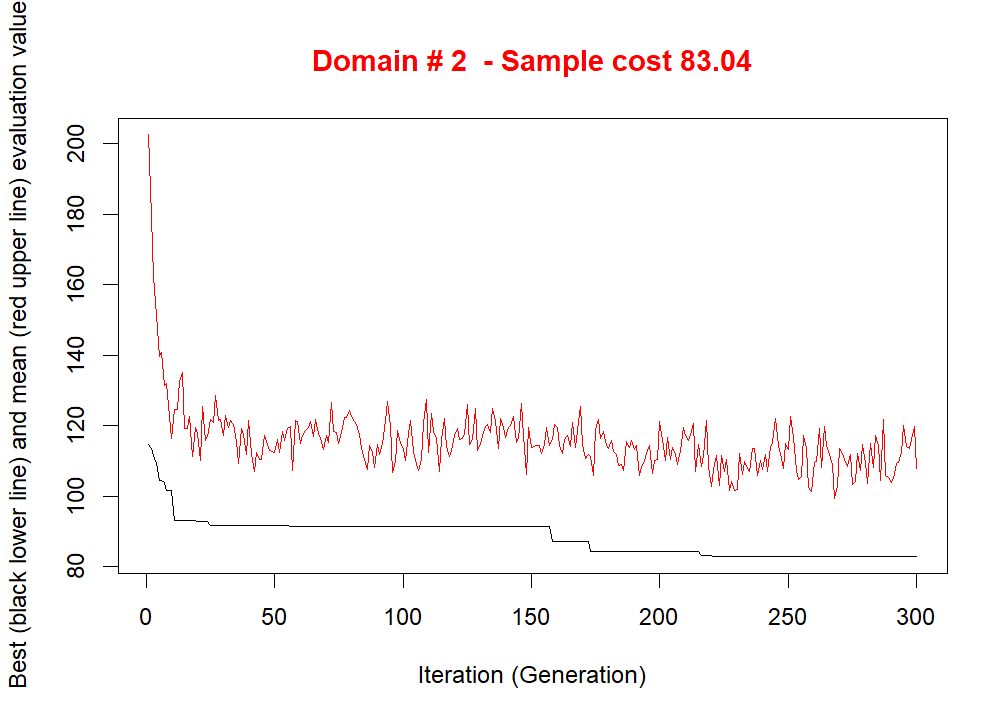 Domain # 2  - Sample cost 83.04
Best (black lower line) and mean (red upper line) evaluation value
200
180
160
140
120
100
80
0 50 100 150 200 250 300
Iteration (Generation)